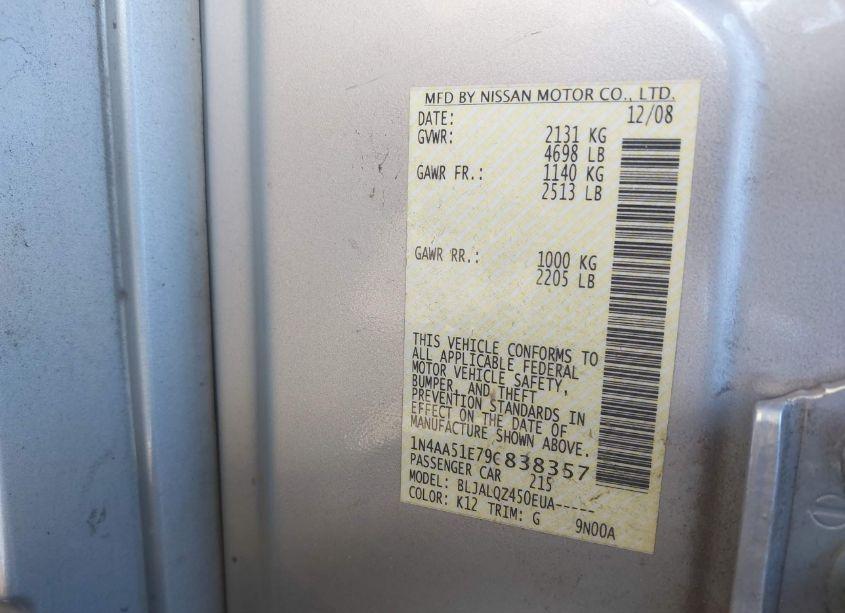 MFD BY NISSAN MOTOR CO., LTD.
DATE: 12/08
GVWR: 2131 KG
4698 LB
GAWR FR.: 1140 KG
2513 LB
GAWR RR.: 1000 KG
2205 LB
THIS VEHICLE CONFORMS TO
ALL APPLICABLE FEDERAL
MOTOR VEHICLE SAFETY,
BUMPER, AND THEFT
PREVENTION STANDARDS IN
EFFECT ON THE DATE OF
MANUFACTURE SHOWN ABOVE.
1N4AA51E79C838357
PASSENGER CAR 215
MODEL: BLJALQZ450EUA-----
COLOR: K12 TRIM: G 9N00A